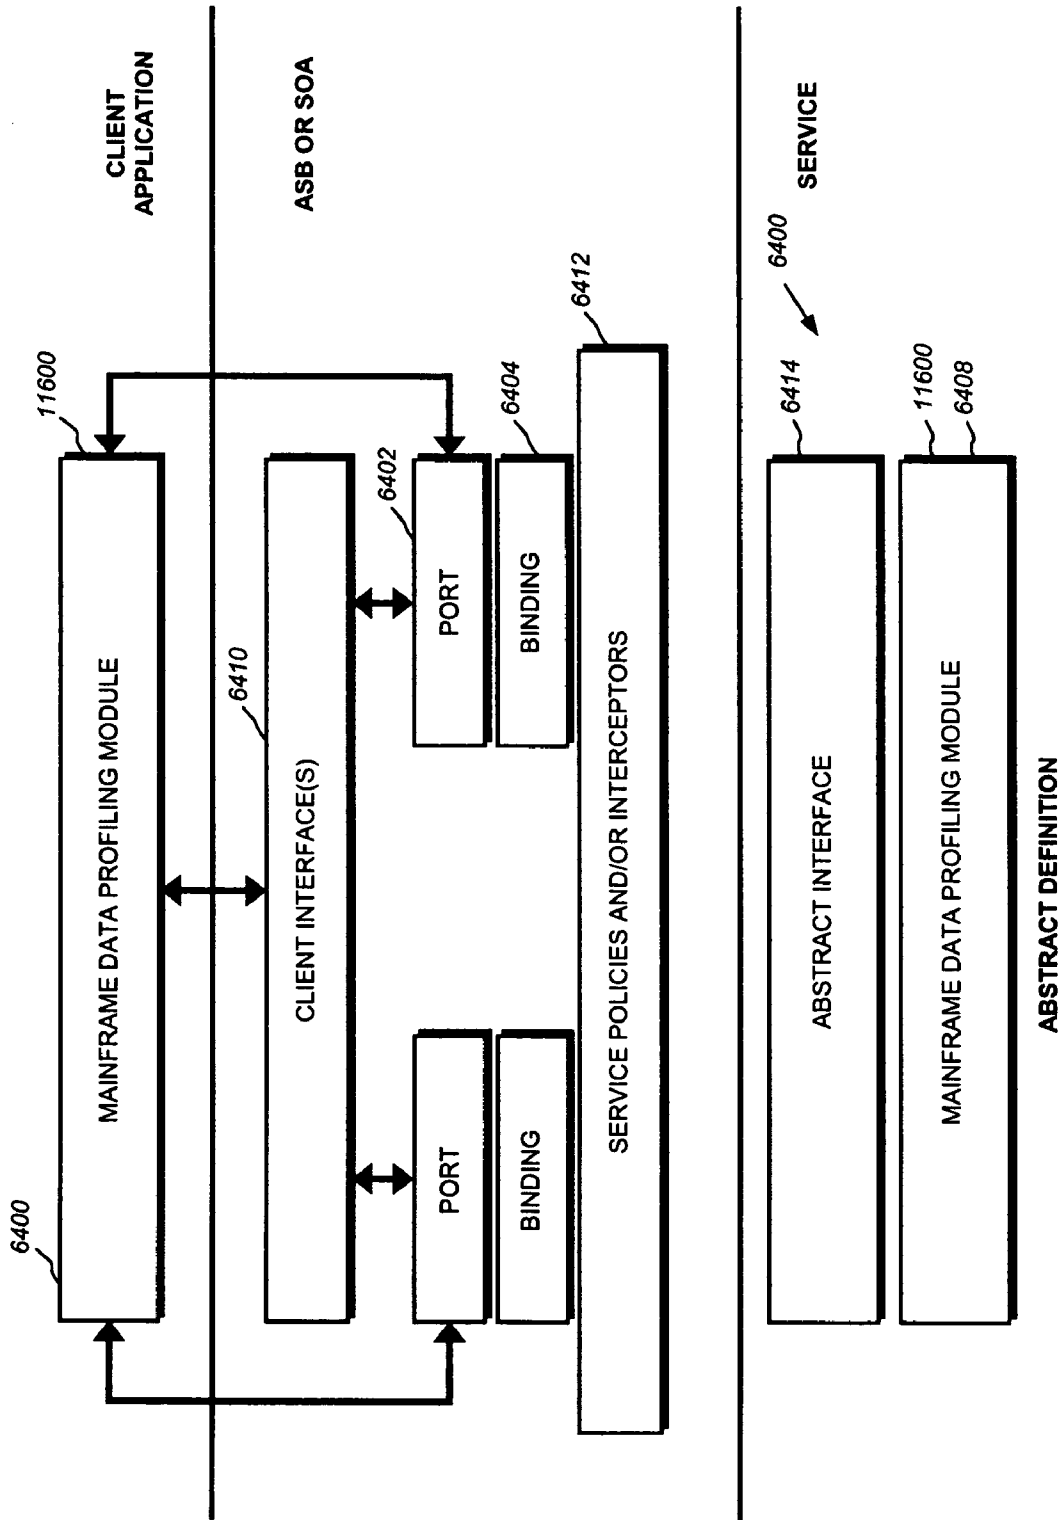 6400
11600
MAINFRAME DATA PROFILING MODULE
CLIENT
APPLICATION
6410
CLIENT INTERFACE(S)
ASB OR SOA
6402
PORT
PORT
6404
BINDING
BINDING
6412
SERVICE POLICIES AND/OR INTERCEPTORS
SERVICE
6400
6414
ABSTRACT INTERFACE
11600
6408
MAINFRAME DATA PROFILING MODULE
ABSTRACT DEFINITION